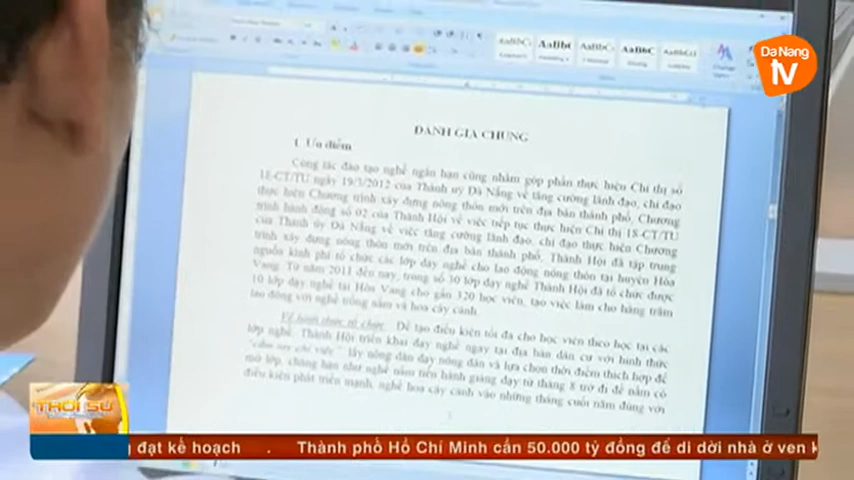 Da Nang
tv
AaBbCc
ĐÁNH GIÁ CHUNG
1. Ưu điểm
Công tác đào tạo nghề ngắn hạn cũng nhằm góp phần thực hiện Chỉ thị số
18-CT/TU ngày 19/3/2012 của Thành ủy Đà Nẵng về tăng cường lãnh đạo, chỉ đạo
thực hiện Chương trình xây dựng nông thôn mới trên địa bàn thành phố, Chương
trình hành động số 02 của Thành Hội về việc tiếp tục thực hiện Chỉ thị 18-CT/TU
của Thành ủy Đà Nẵng về việc tăng cường lãnh đạo, chỉ đạo thực hiện Chương
trình xây dựng nông thôn mới trên địa bàn thành phố, Thành Hội đã tập trung
nguồn kinh phí tổ chức các lớp dạy nghề cho lao động nông thôn tại huyện Hòa
Vang. Từ năm 2011 đến nay, trong số 30 lớp dạy nghề Thành Hội đã tổ chức được
10 lớp dạy nghề tại Hòa Vang cho gần 320 học viên, tạo việc làm cho hàng trăm
lao động với nghề trồng nấm và hoa cây cảnh.
Về hình thức tổ chức: Để tạo điều kiện tối đa cho học viên theo học tại các
lớp nghề, Thành Hội triển khai dạy nghề ngay tại địa bàn dân cư với hình thức
"cầm tay chỉ việc", lấy nông dân dạy nông dân và lựa chọn thời điểm thích hợp để
mở lớp, chẳng hạn như nghề nấm tiến hành giảng dạy từ tháng 8 trở đi để nấm có
điều kiện phát triển mạnh, nghề hoa cây cảnh vào những tháng cuối năm đúng với
THỜI SỰ
đạt kế hoạch . Thành phố Hồ Chí Minh cần 50.000 tỷ đồng để di dời nhà ở ven